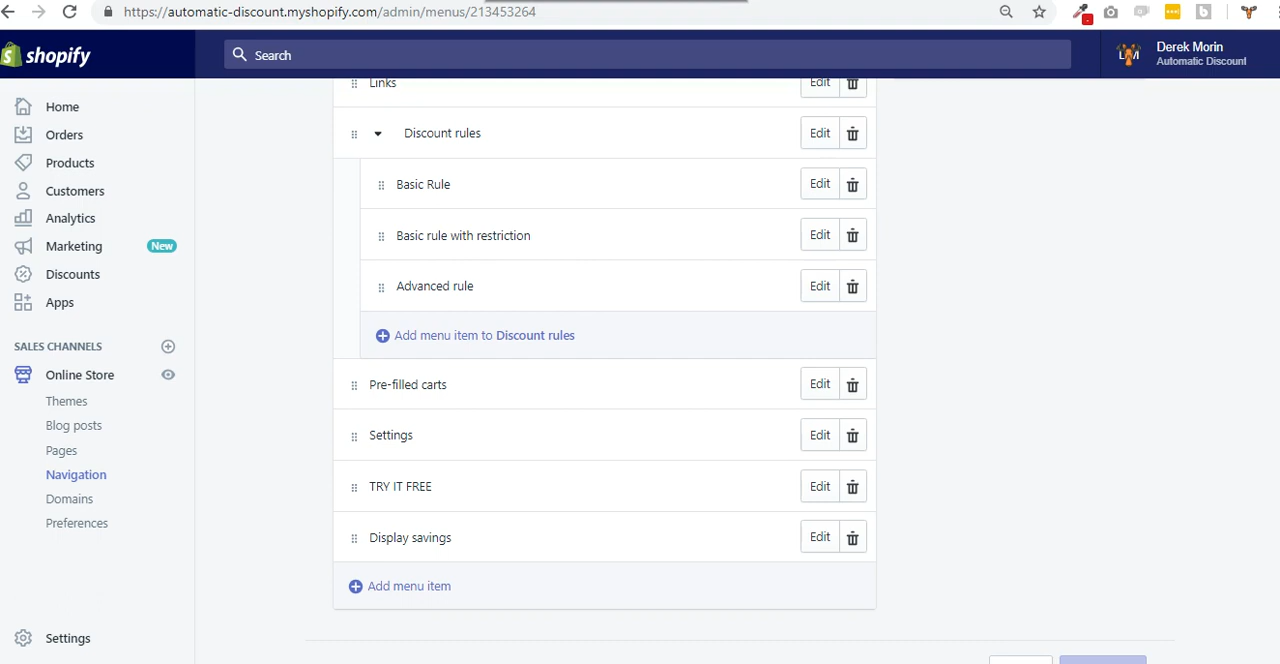 https://automatic-discount.myshopify.com/admin/menus/213453264
shopify
Search
Derek Morin
Automatic Discount
Home
Orders
Products
Customers
Analytics
Marketing New
Discounts
Apps
SALES CHANNELS
Online Store
Themes
Blog posts
Pages
Navigation
Domains
Preferences
Settings
Links Edit
Discount rules Edit
Basic Rule Edit
Basic rule with restriction Edit
Advanced rule Edit
Add menu item to Discount rules
Pre-filled carts Edit
Settings Edit
TRY IT FREE Edit
Display savings Edit
Add menu item